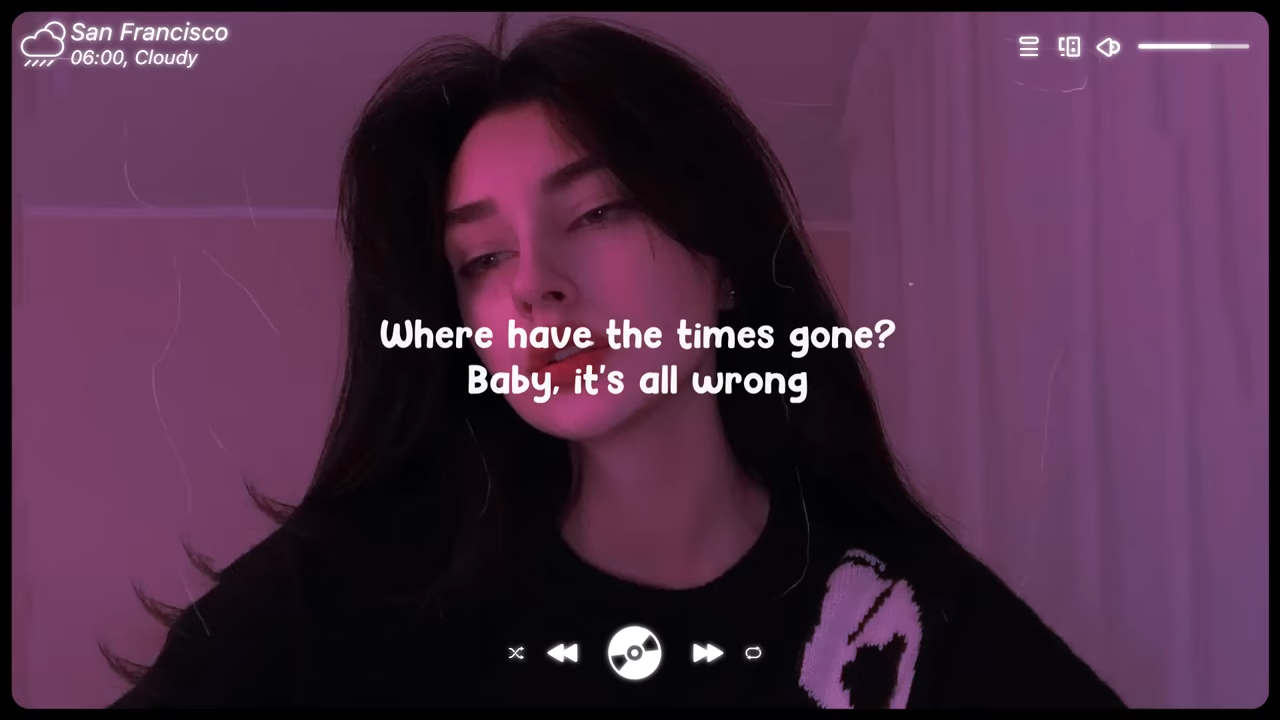 San Francisco
06:00, Cloudy
Where have the times gone?
Baby, it's all wrong